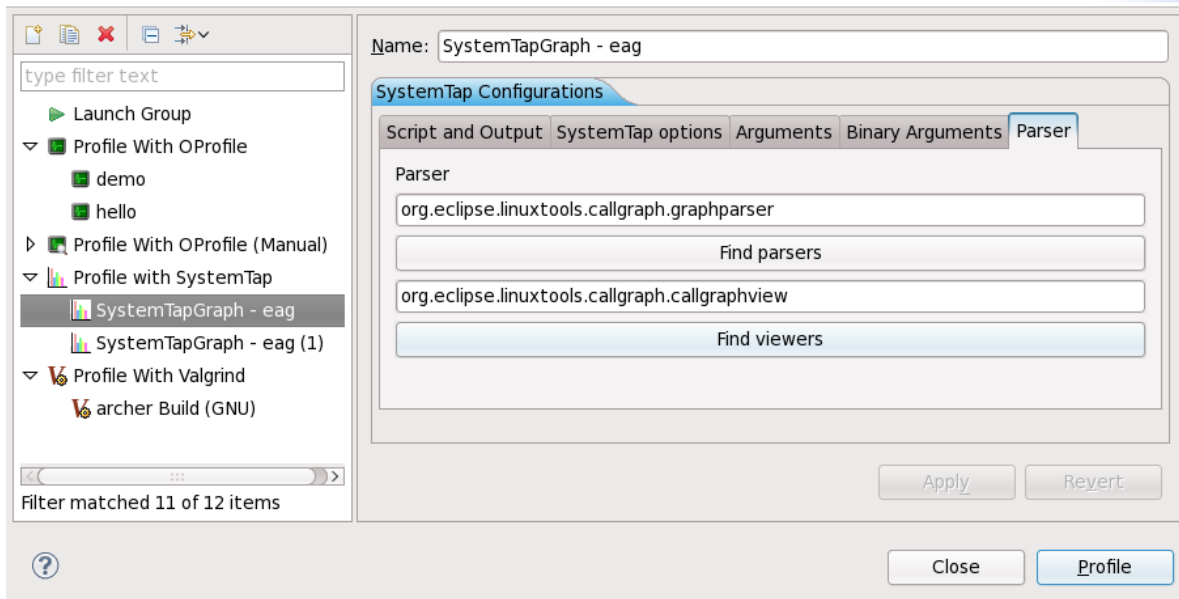 type filter text
Launch Group
Profile With OProfile
demo
hello
Profile With OProfile (Manual)
Profile with SystemTap
SystemTapGraph - eag
SystemTapGraph - eag (1)
Profile With Valgrind
archer Build (GNU)
Filter matched 11 of 12 items
Name: SystemTapGraph - eag
SystemTap Configurations
Script and Output SystemTap options Arguments Binary Arguments Parser
Parser
org.eclipse.linuxtools.callgraph.graphparser
Find parsers
org.eclipse.linuxtools.callgraph.callgraphview
Find viewers
Apply Revert
? Close Profile